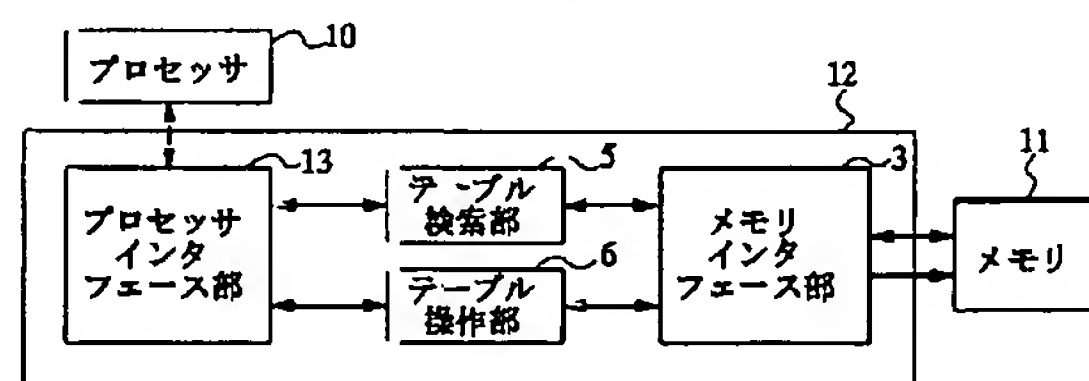 10
プロセッサ
12
13
5
3
11
プロセッサ
インタ
フェース部
テーブル
検索部
メモリ
インタ
フェース部
メモリ
6
テーブル
操作部